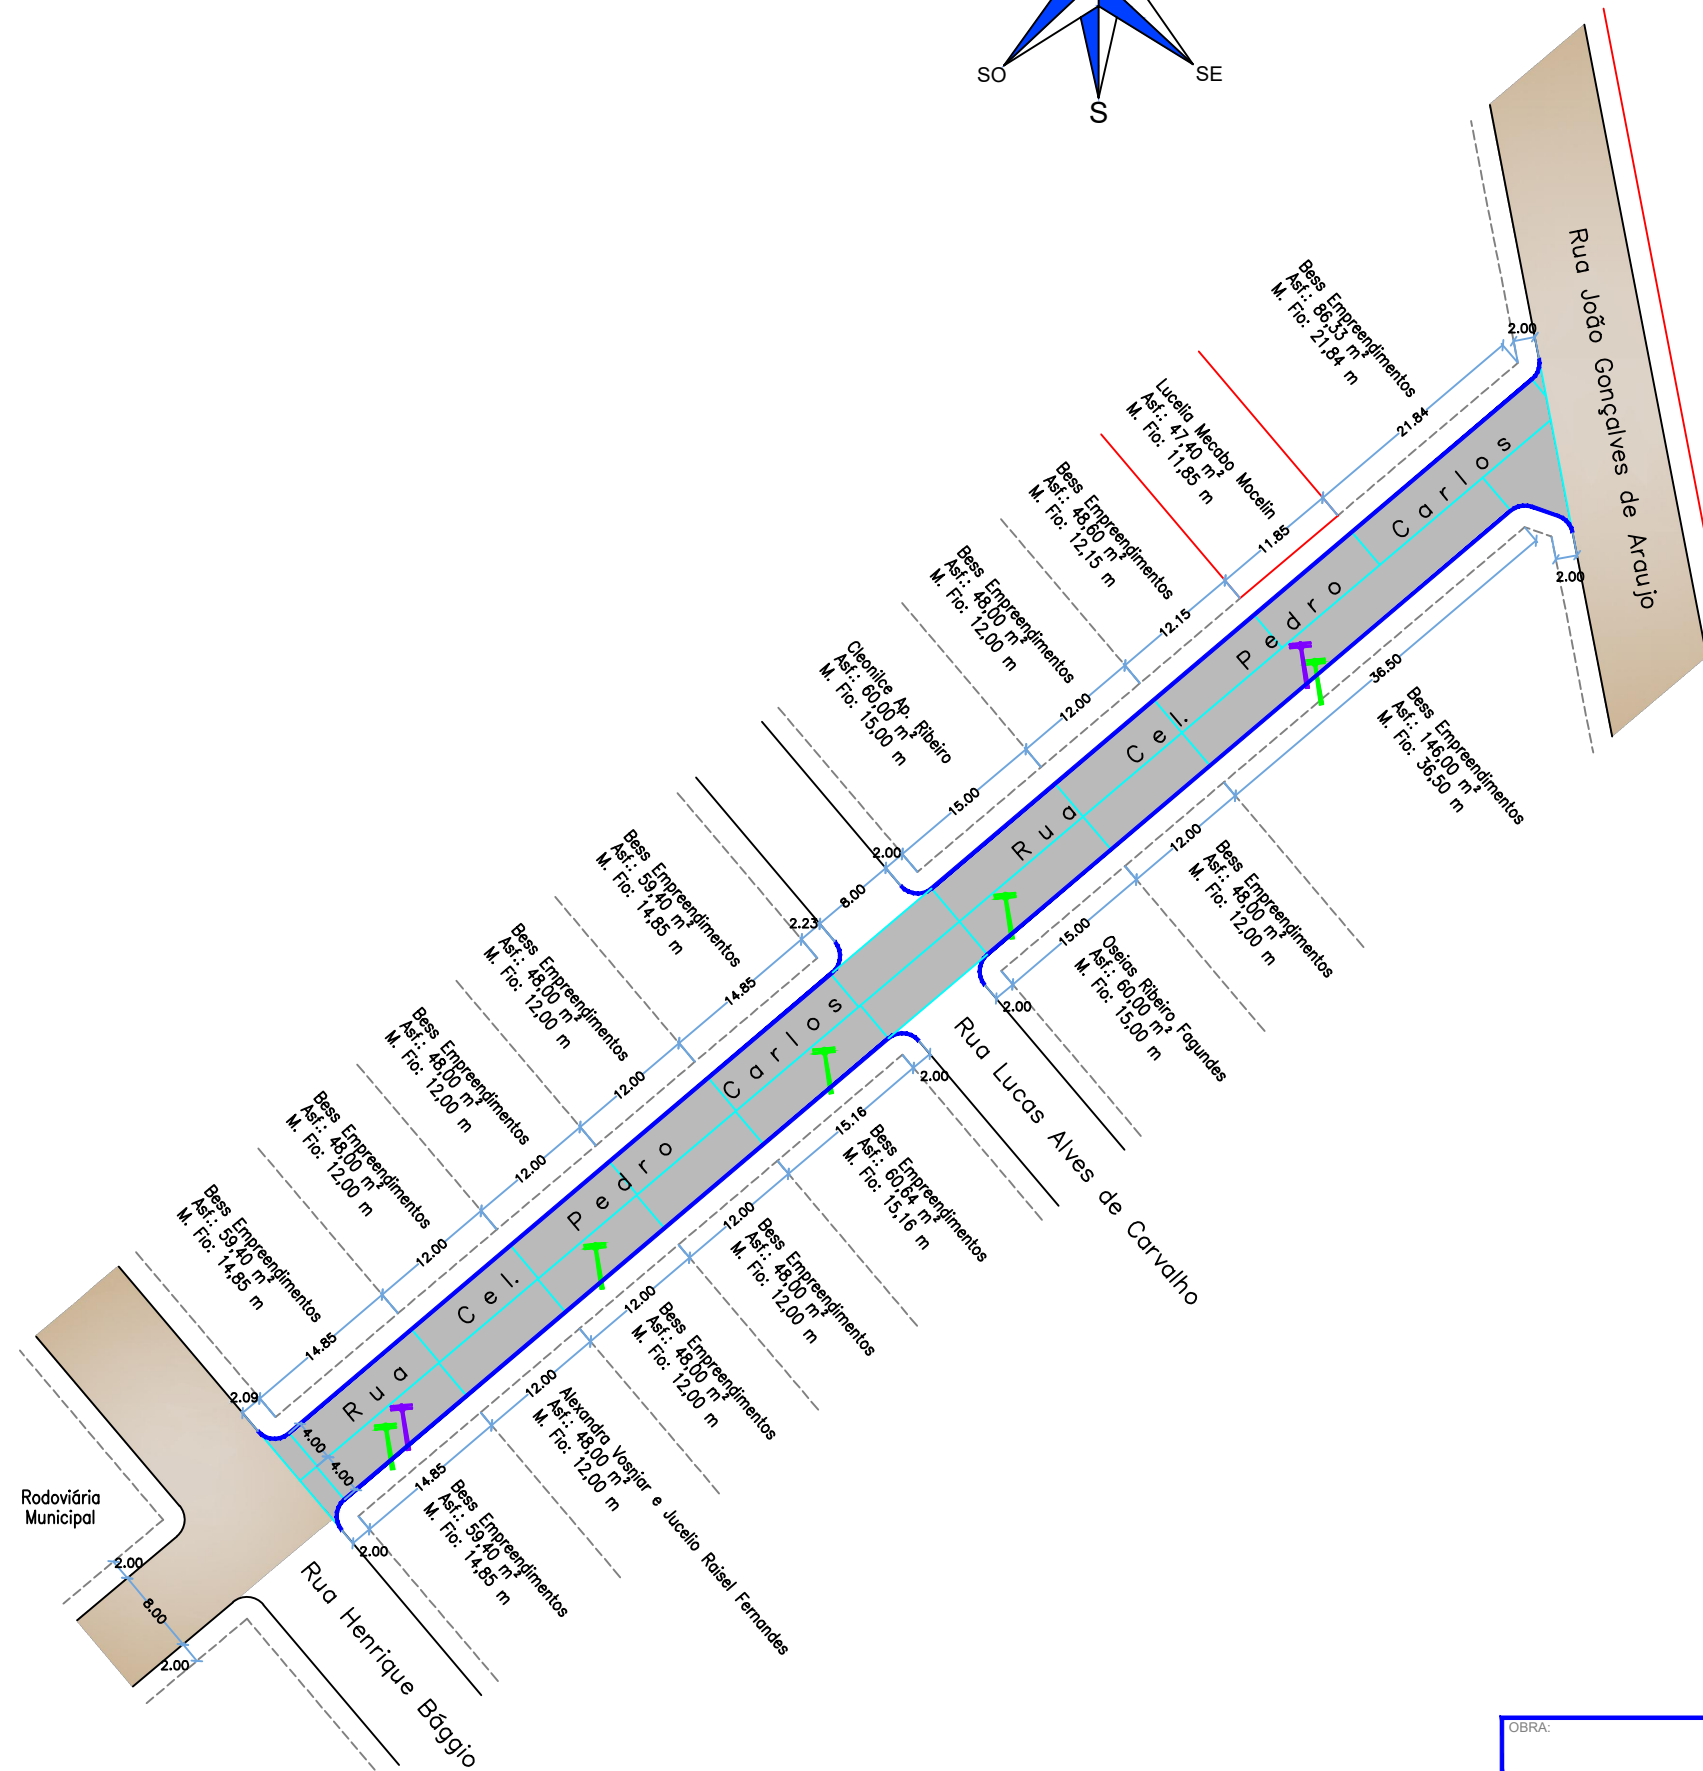 SO
SE
S
Rua João Gonçalves de Araujo
Bess Empreendimentos
Asf.: 86,33 m²
M. Fio: 21,84 m
2.00
21.84
Lucelia Mecabo Mocelin
Asf.: 47,40 m²
M. Fio: 11,85 m
11.85
Bess Empreendimentos
Asf.: 48,60 m²
M. Fio: 12,15 m
12.15
Bess Empreendimentos
Asf.: 48,00 m²
M. Fio: 12,00 m
12.00
Cleonilce Ap. Ribeiro
Asf.: 60,00 m²
M. Fio: 15,00 m
15.00
2.00
8.00
2.23
Rua Cel. Pedro Carlos
2.00
36.50
Bess Empreendimentos
Asf.: 146,00 m²
M. Fio: 36,50 m
12.00
Bess Empreendimentos
Asf.: 48,00 m²
M. Fio: 12,00 m
15.00
Oseias Ribeiro Fagundes
Asf.: 60,00 m²
M. Fio: 15,00 m
2.00
Rua Lucas Alves de Carvalho
2.00
Bess Empreendimentos
Asf.: 59,40 m²
M. Fio: 14,85 m
14.85
Bess Empreendimentos
Asf.: 48,00 m²
M. Fio: 12,00 m
12.00
Bess Empreendimentos
Asf.: 48,00 m²
M. Fio: 12,00 m
12.00
Bess Empreendimentos
Asf.: 48,00 m²
M. Fio: 12,00 m
12.00
Bess Empreendimentos
Asf.: 59,40 m²
M. Fio: 14,85 m
14.85
2.09
Rua Cel. Pedro Carlos
4.00
4.00
15.16
Bess Empreendimentos
Asf.: 60,64 m²
M. Fio: 15,16 m
12.00
Bess Empreendimentos
Asf.: 48,00 m²
M. Fio: 12,00 m
12.00
Bess Empreendimentos
Asf.: 48,00 m²
M. Fio: 12,00 m
12.00
Alexandra Vosniar e Jucelio Raisel Fernandes
Asf.: 48,00 m²
M. Fio: 12,00 m
14.85
Bess Empreendimentos
Asf.: 59,40 m²
M. Fio: 14,85 m
2.00
Rodoviária
Municipal
2.00
8.00
2.00
Rua Henrique Bággio
OBRA: